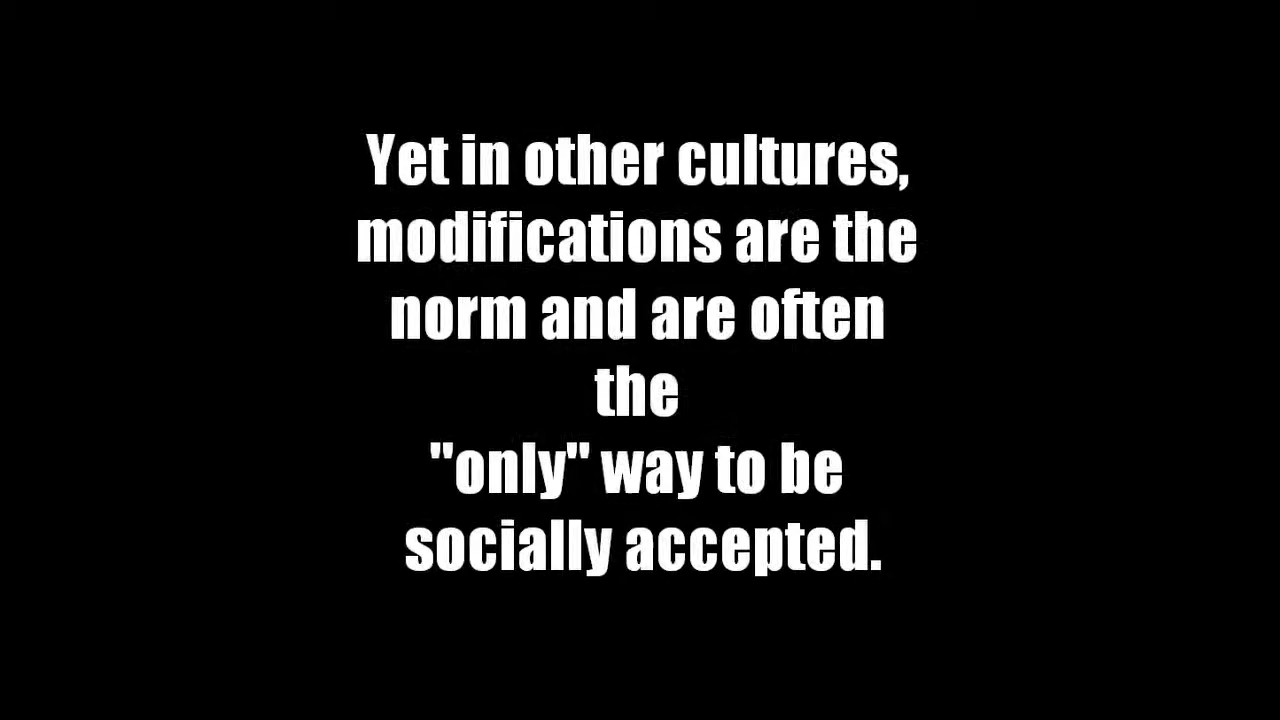 Yet in other cultures,
modifications are the
norm and are often
the
"only" way to be
socially accepted.